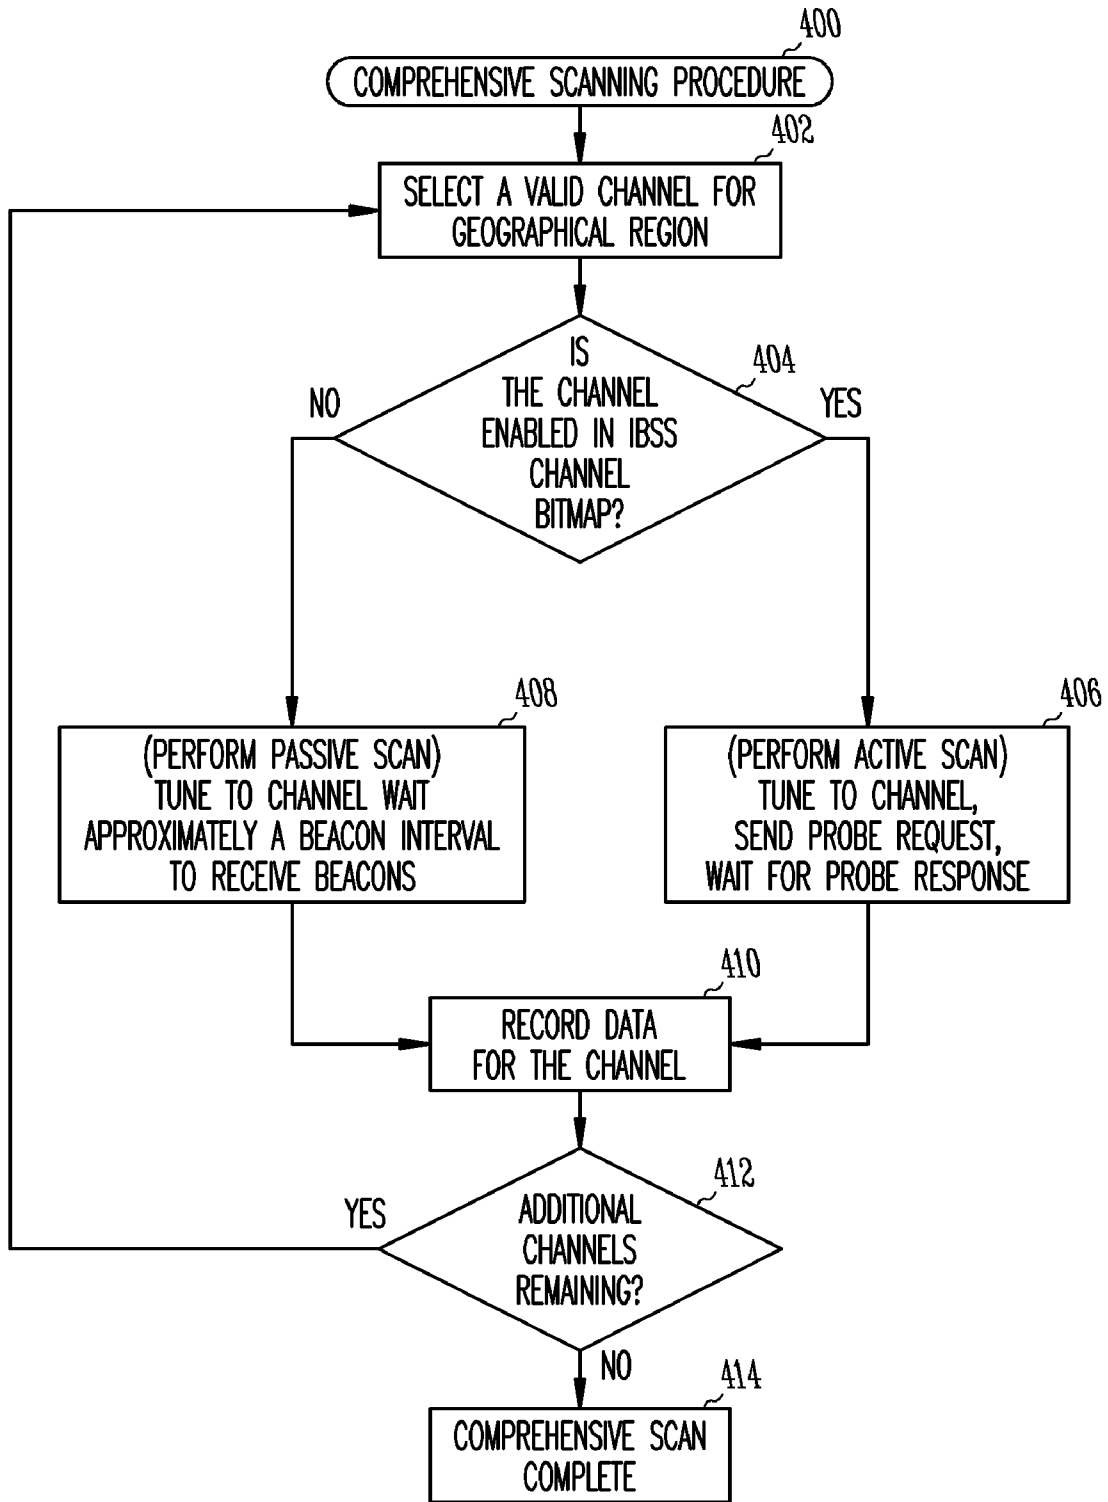 400
COMPREHENSIVE SCANNING PROCEDURE
402
SELECT A VALID CHANNEL FOR
GEOGRAPHICAL REGION
404
IS
THE CHANNEL
ENABLED IN IBSS
CHANNEL
BITMAP?
NO
YES
408
(PERFORM PASSIVE SCAN)
TUNE TO CHANNEL WAIT
APPROXIMATELY A BEACON INTERVAL
TO RECEIVE BEACONS
406
(PERFORM ACTIVE SCAN)
TUNE TO CHANNEL,
SEND PROBE REQUEST,
WAIT FOR PROBE RESPONSE
410
RECORD DATA
FOR THE CHANNEL
412
ADDITIONAL
CHANNELS
REMAINING?
YES
NO
414
COMPREHENSIVE SCAN
COMPLETE